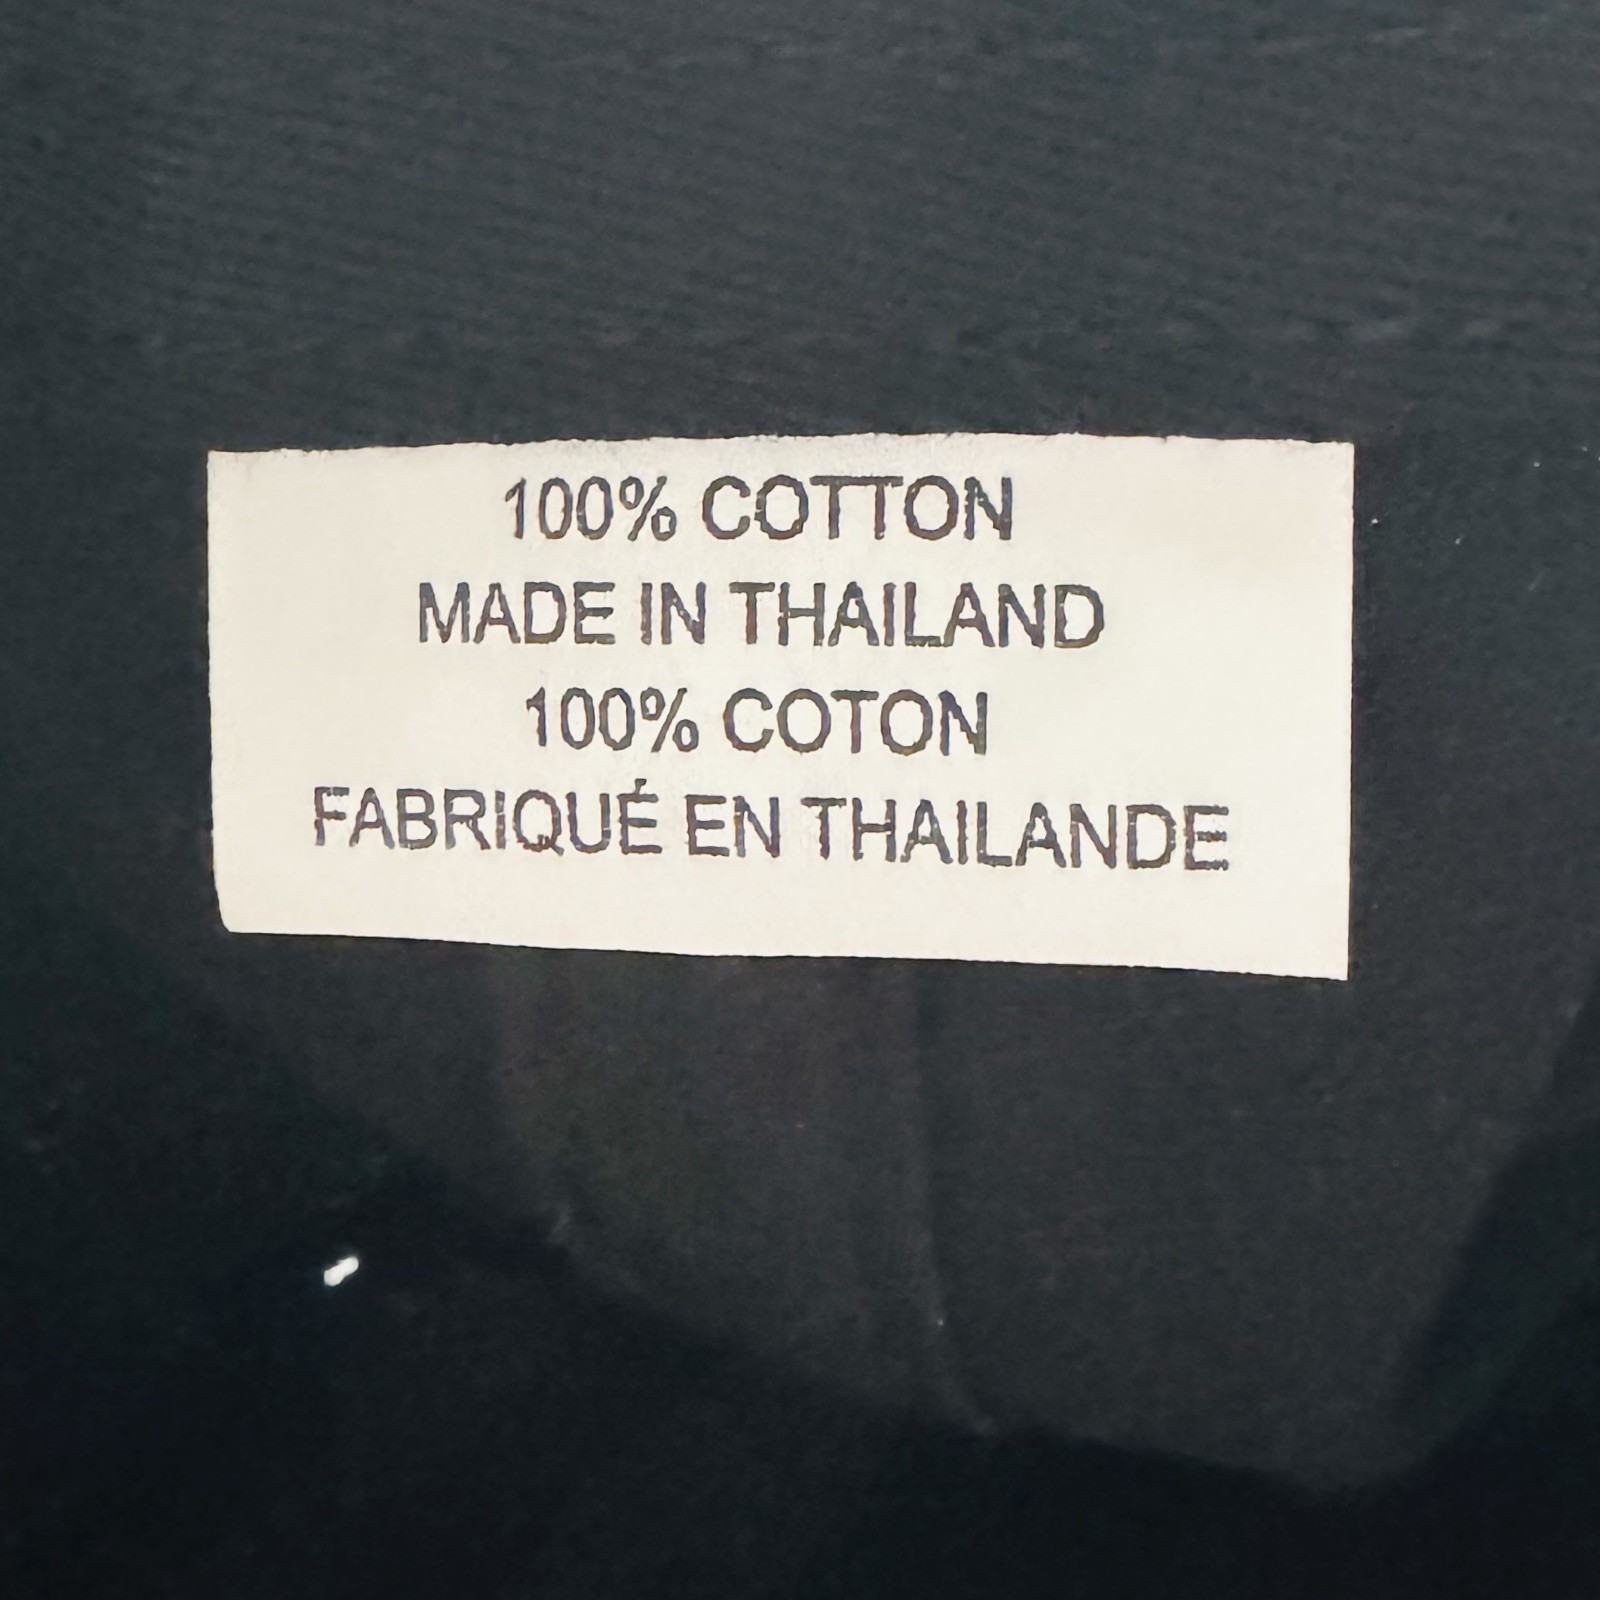 100% COTTON
MADE IN THAILAND
100% COTON
FABRIQUÉ EN THAILANDE